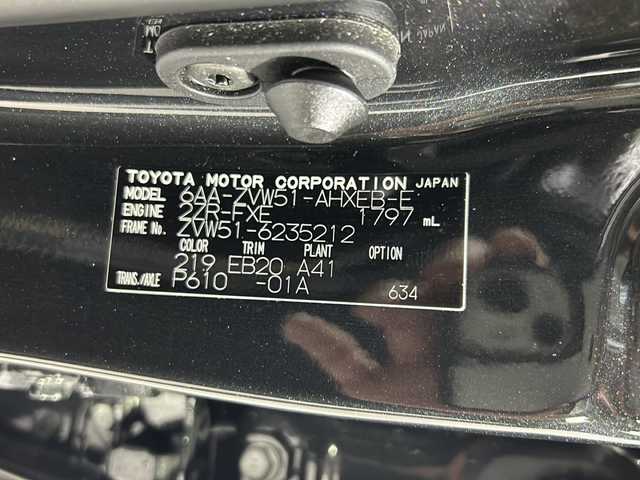 TOYOTA MOTOR CORPORATION JAPAN
MODEL 6AA-ZVW51-AHXEB-E
ENGINE 2ZR-FXE 1797 mL
FRAME No. ZVW51-6235212
COLOR TRIM PLANT OPTION
219 EB20 A41
TRANS./AXLE P610 -01A 634